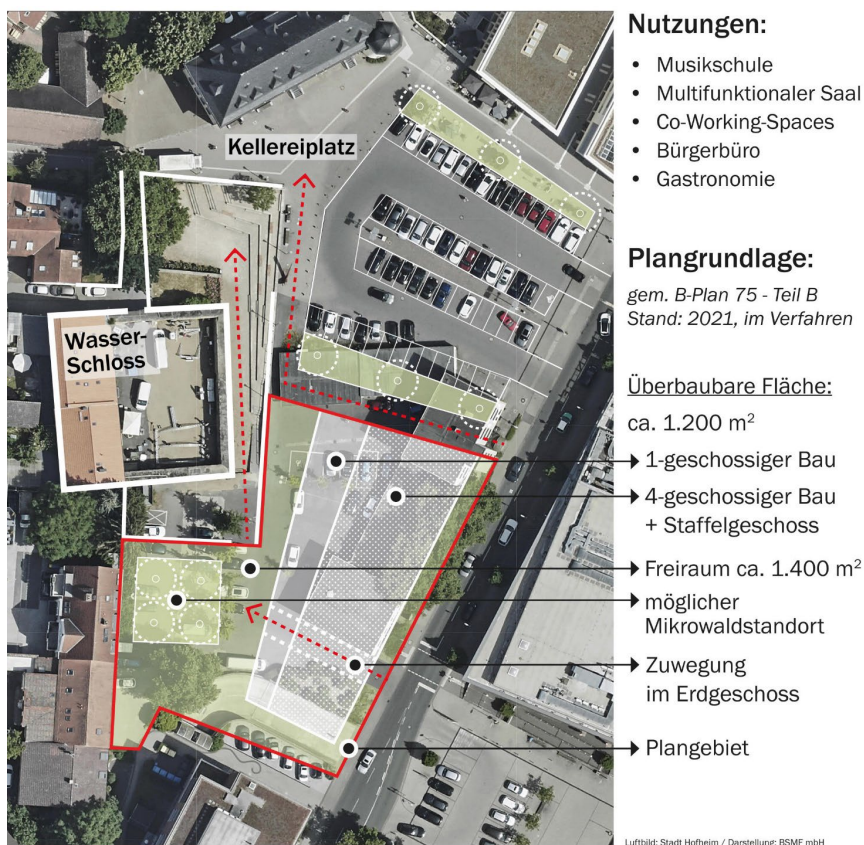 Nutzungen:
• Musikschule
• Multifunktionaler Saal
• Co-Working-Spaces
• Bürgerbüro
• Gastronomie
Plangrundlage:
gem. B-Plan 75 - Teil B
Stand: 2021, im Verfahren
Überbaubare Fläche:
ca. 1.200 m²
1-geschossiger Bau
4-geschossiger Bau
+ Staffelgeschoss
Freiraum ca. 1.400 m²
möglicher
Mikrowaldstandort
Zuwegung
im Erdgeschoss
Plangebiet
Kellereiplatz
Wasser-
Schloss
Luftbild: Stadt Hofheim / Darstellung: BSMF mbH